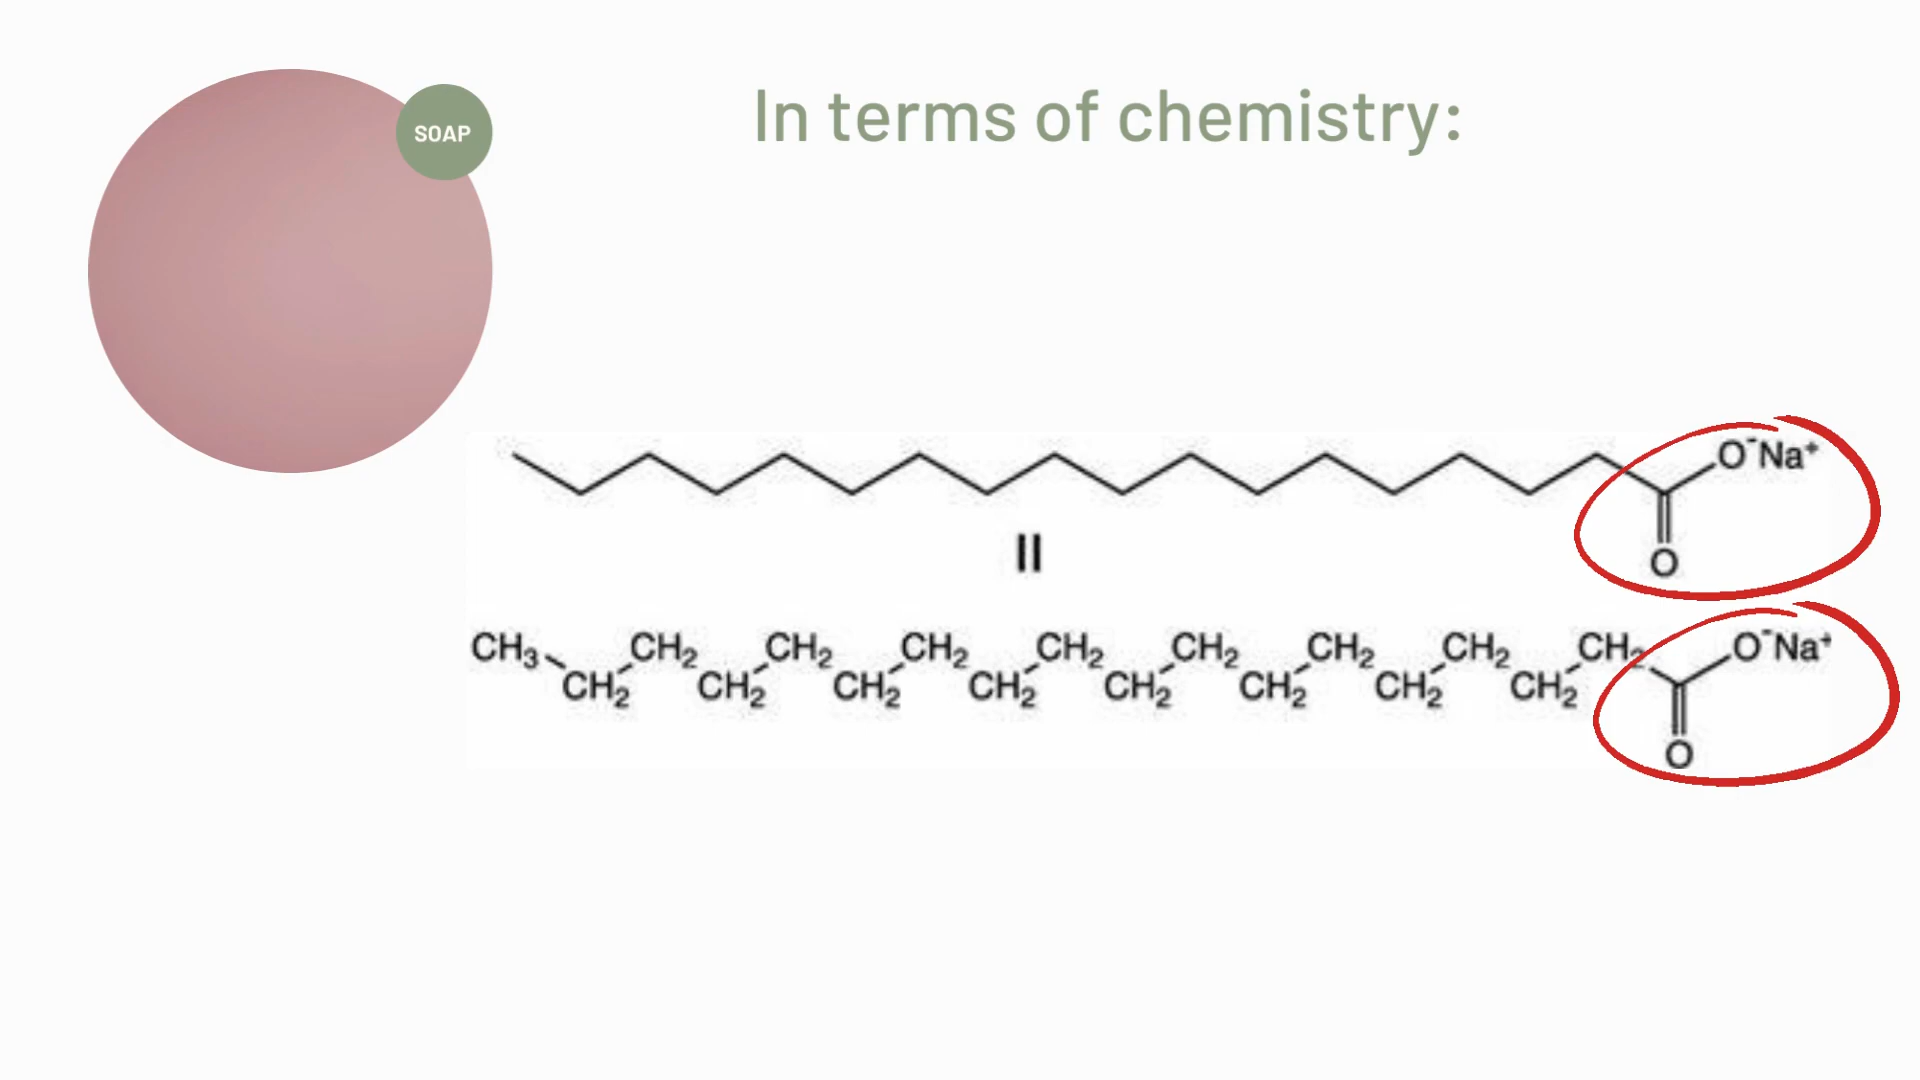 SOAP
In terms of chemistry:
O⁻Na⁺
O
CH₃ CH₂ CH₂ CH₂ CH₂ CH₂ CH₂ CH₂ CH₂ O⁻Na⁺
CH₂ CH₂ CH₂ CH₂ CH₂ CH₂ CH₂ CH₂
O